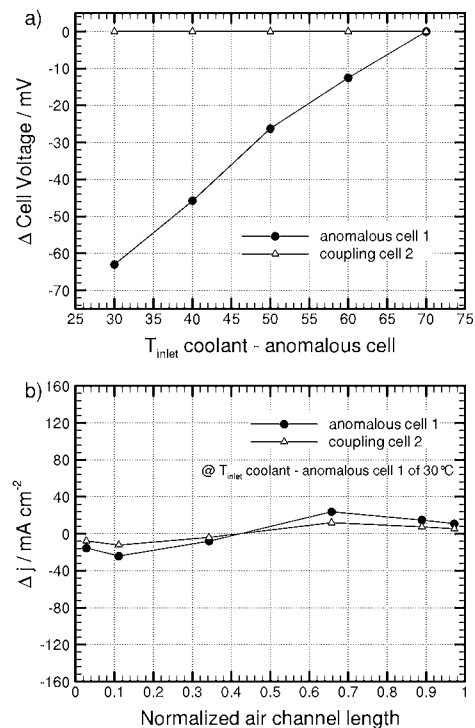 a)
0
-10
-20
-30
-40
-50
-60
-70
Δ Cell Voltage / mV
anomalous cell 1
coupling cell 2
25 30 35 40 45 50 55 60 65 70 75
T_inlet coolant - anomalous cell
b)
160
120
80
40
0
-40
-80
-120
-160
Δ j / mA cm⁻²
anomalous cell 1
coupling cell 2
@ T_inlet coolant - anomalous cell 1 of 30°C
0 0.1 0.2 0.3 0.4 0.5 0.6 0.7 0.8 0.9 1
Normalized air channel length